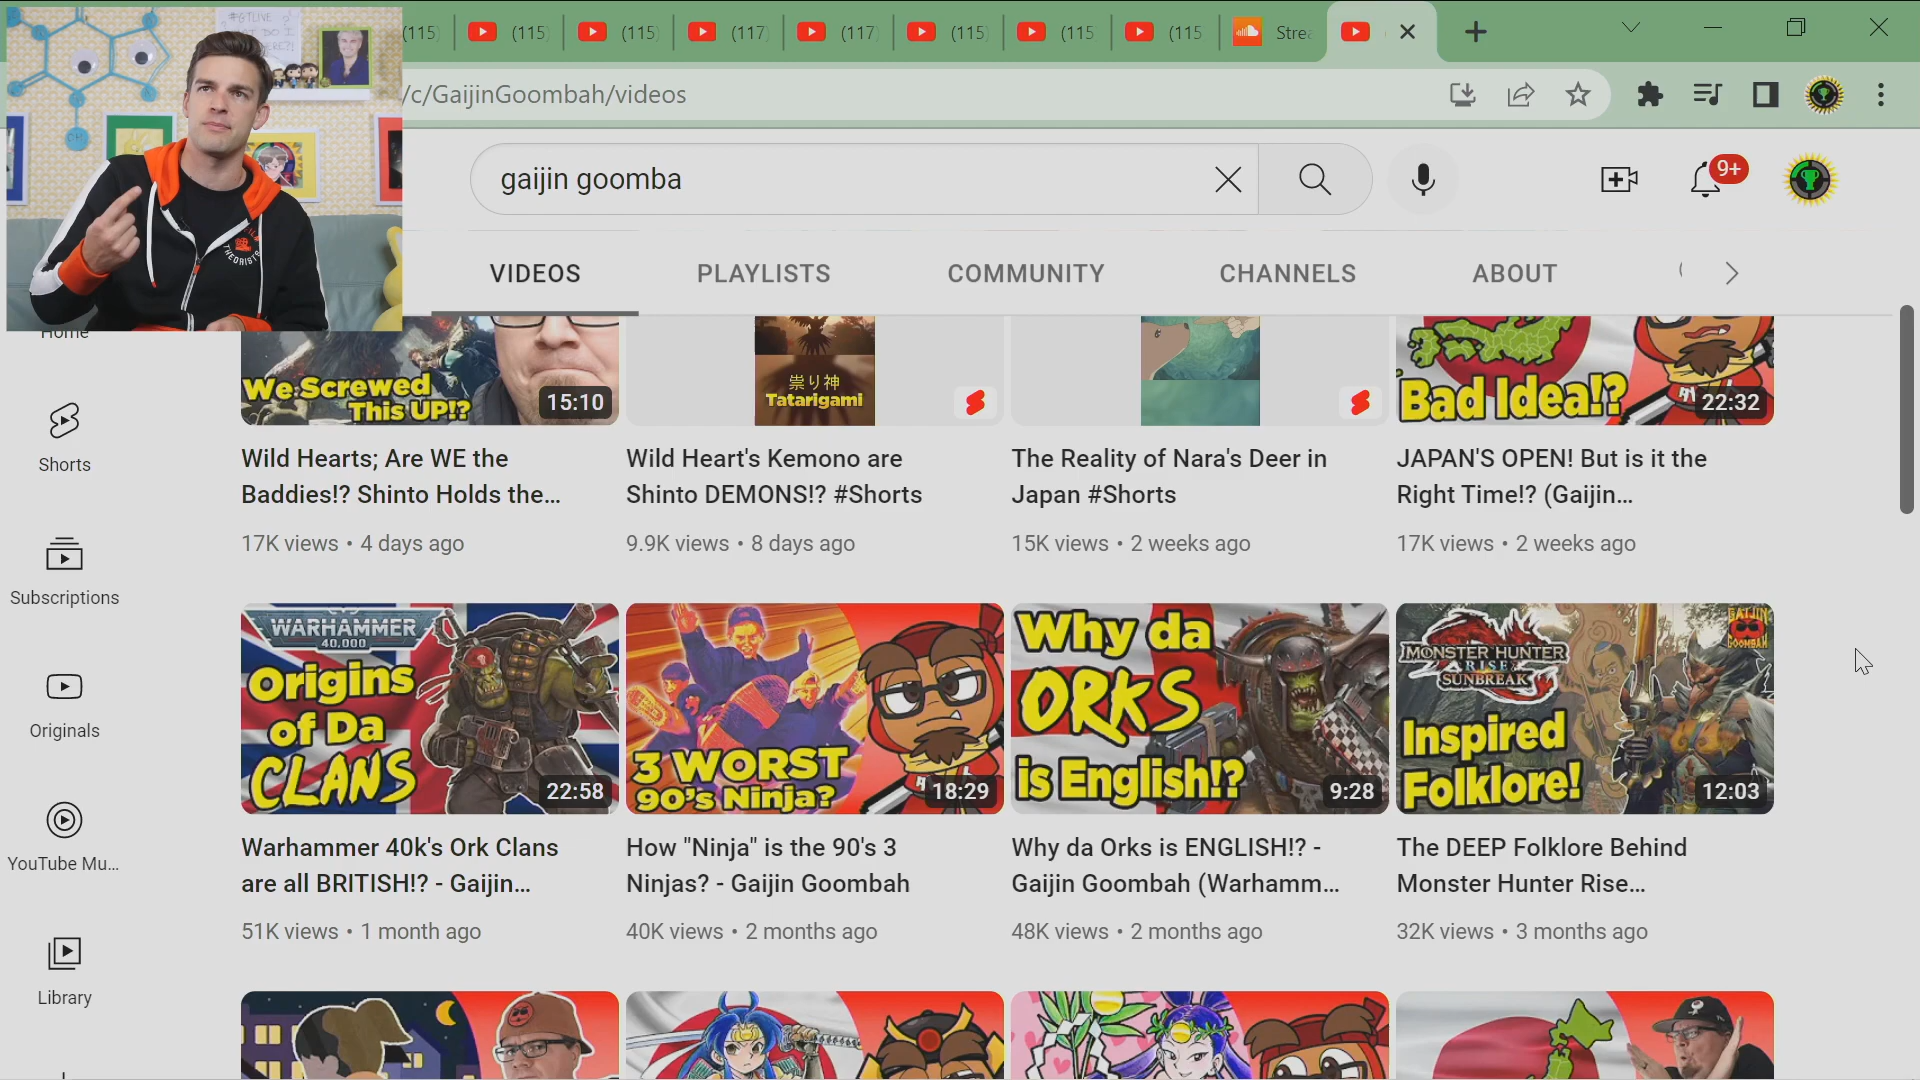 #GTLIVE
(115)
(115
(115
(117
(117
(115
(115
(115
Strea
/c/GaijinGoombah/videos
gaijin goomba
9+
VIDEOS
PLAYLISTS
COMMUNITY
CHANNELS
ABOUT
THEORISTS
Home
Shorts
Subscriptions
Originals
YouTube Mu...
Library
We Screwed
This UP!?
15:10
祟り神
Tatarigami
Bad Idea!?
22:32
Wild Hearts; Are WE the
Baddies!? Shinto Holds the...
17K views • 4 days ago
Wild Heart's Kemono are
Shinto DEMONS!? #Shorts
9.9K views • 8 days ago
The Reality of Nara's Deer in
Japan #Shorts
15K views • 2 weeks ago
JAPAN'S OPEN! But is it the
Right Time!? (Gaijin...
17K views • 2 weeks ago
WARHAMMER
40,000
Origins
of Da
CLANS
22:58
3 WORST
90's Ninja?
18:29
Why da
ORKS
is English!?
9:28
MONSTER HUNTER
RISE
SUNBREAK
GAIJIN
GOOMBAH
Inspired
Folklore!
12:03
Warhammer 40k's Ork Clans
are all BRITISH!? - Gaijin...
51K views • 1 month ago
How "Ninja" is the 90's 3
Ninjas? - Gaijin Goombah
40K views • 2 months ago
Why da Orks is ENGLISH!? -
Gaijin Goombah (Warhamm...
48K views • 2 months ago
The DEEP Folklore Behind
Monster Hunter Rise...
32K views • 3 months ago